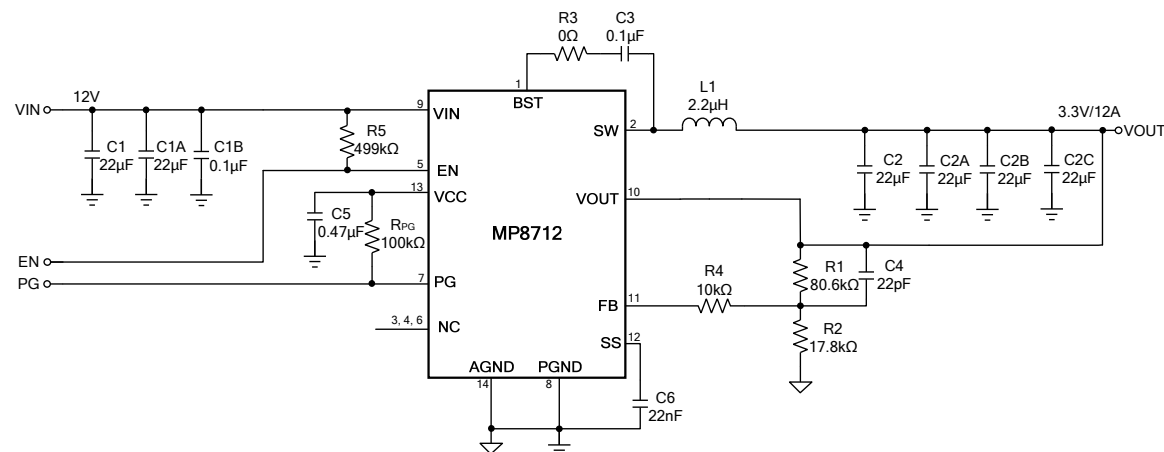 R3
0Ω
C3
0.1µF
1
BST
VIN
12V
9
VIN
L1
2.2µH
2
SW
3.3V/12A
VOUT
C1
22µF
C1A
22µF
C1B
0.1µF
R5
499kΩ
5
EN
C2
22µF
C2A
22µF
C2B
22µF
C2C
22µF
13
VCC
10
VOUT
C5
0.47µF
RPG
100kΩ
MP8712
EN
PG
7
PG
R4
10kΩ
11
FB
R1
80.6kΩ
C4
22pF
3, 4, 6
NC
12
SS
R2
17.8kΩ
AGND
14
PGND
8
C6
22nF